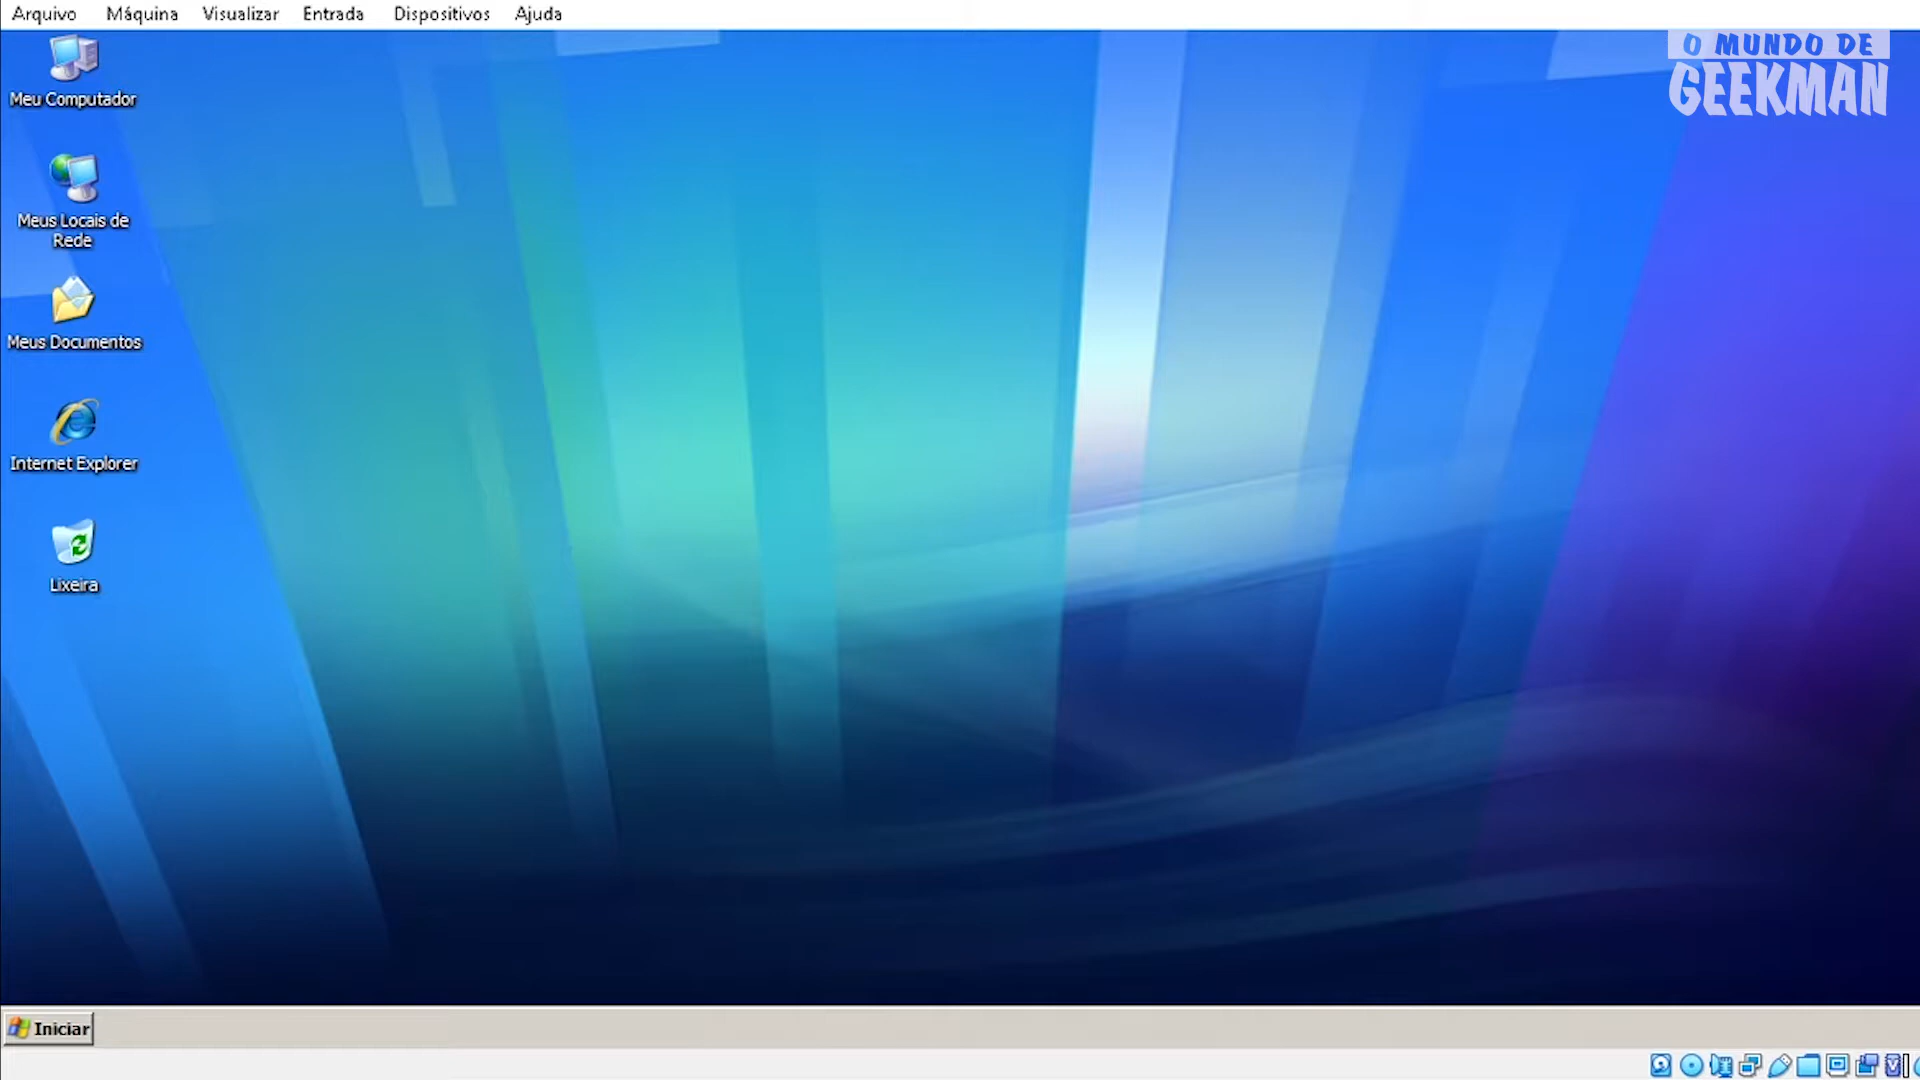 Arquivo Máquina Visualizar Entrada Dispositivos Ajuda
O MUNDO DE
GEEKMAN
Meu Computador
Meus Locais de
Rede
Meus Documentos
Internet Explorer
Lixeira
Iniciar